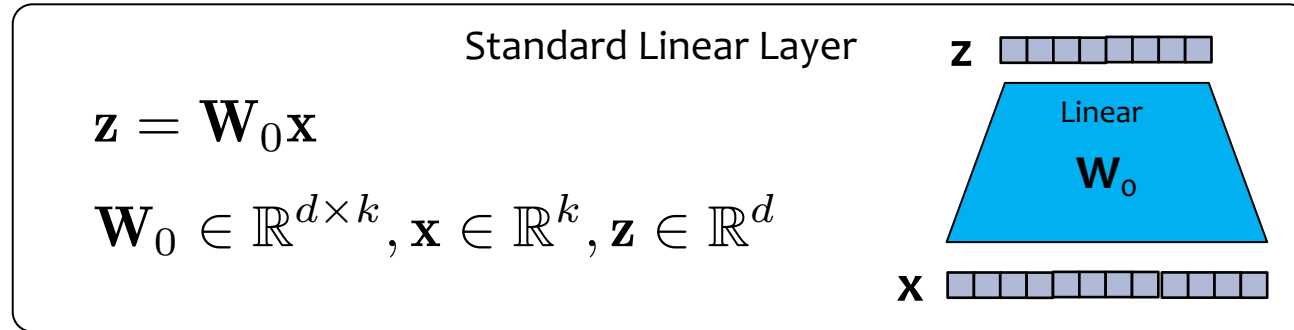 Standard Linear Layer
z = W₀x
W₀ ∈ ℝ^{d×k}, x ∈ ℝ^k, z ∈ ℝ^d
z
Linear
W₀
x